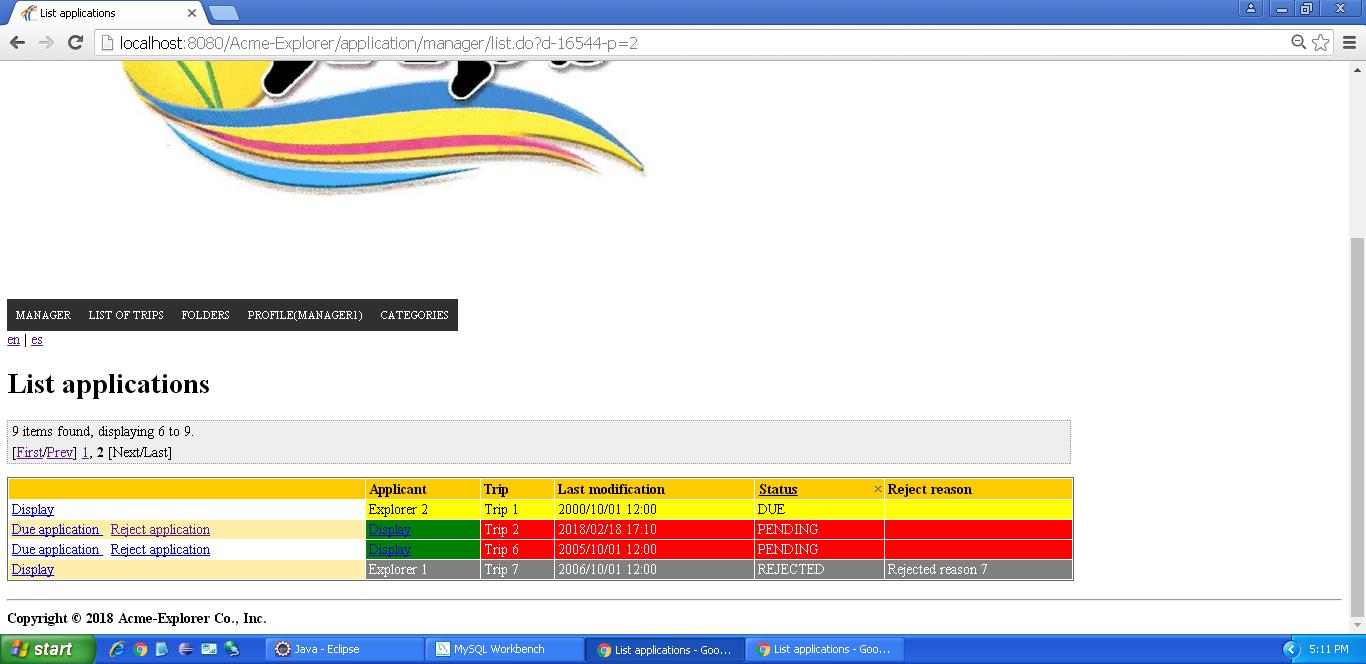 List applications
localhost:8080/Acme-Explorer/application/manager/list.do?d-16544-p=2
MANAGER LIST OF TRIPS FOLDERS PROFILE(MANAGER1) CATEGORIES
en | es
List applications
9 items found, displaying 6 to 9.
[First/Prev] 1, 2 [Next/Last]
Applicant Trip Last modification Status Reject reason
Display Explorer 2 Trip 1 2000/10/01 12:00 DUE
Due application Reject application Display Trip 2 2018/02/18 17:10 PENDING
Due application Reject application Display Trip 6 2005/10/01 12:00 PENDING
Display Explorer 1 Trip 7 2006/10/01 12:00 REJECTED Rejected reason 7
Copyright © 2018 Acme-Explorer Co., Inc.
start Java - Eclipse MySQL Workbench List applications - Goo... List applications - Goo... 5:11 PM